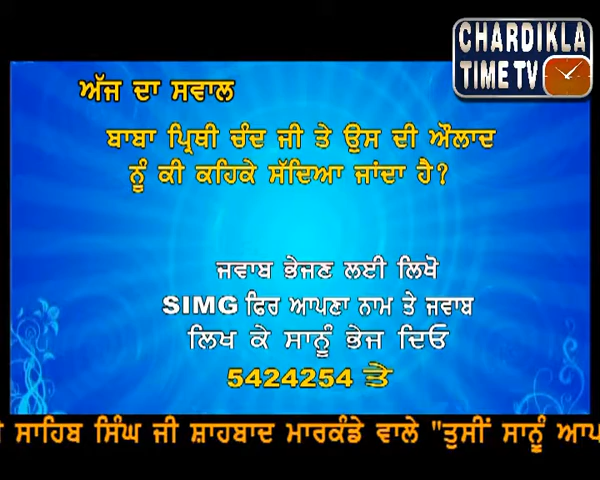 CHARDIKLA
TIME TV
ਅੱਜ ਦਾ ਸਵਾਲ
ਬਾਬਾ ਪ੍ਰਿਥੀ ਚੰਦ ਜੀ ਤੇ ਉਸ ਦੀ ਔਲਾਦ
ਨੂੰ ਕੀ ਕਹਿਕੇ ਸੱਦਿਆ ਜਾਂਦਾ ਹੈ?
ਜਵਾਬ ਭੇਜਣ ਲਈ ਲਿਖੋ
SIMG ਫਿਰ ਆਪਣਾ ਨਾਮ ਤੇ ਜਵਾਬ
ਲਿਖ ਕੇ ਸਾਨੂੰ ਭੇਜ ਦਿਓ
5424254 ਤੇ
ਸਾਹਿਬ ਸਿੰਘ ਜੀ ਸ਼ਾਹਬਾਦ ਮਾਰਕੰਡੇ ਵਾਲੇ "ਤੁਸੀਂ ਸਾਨੂੰ